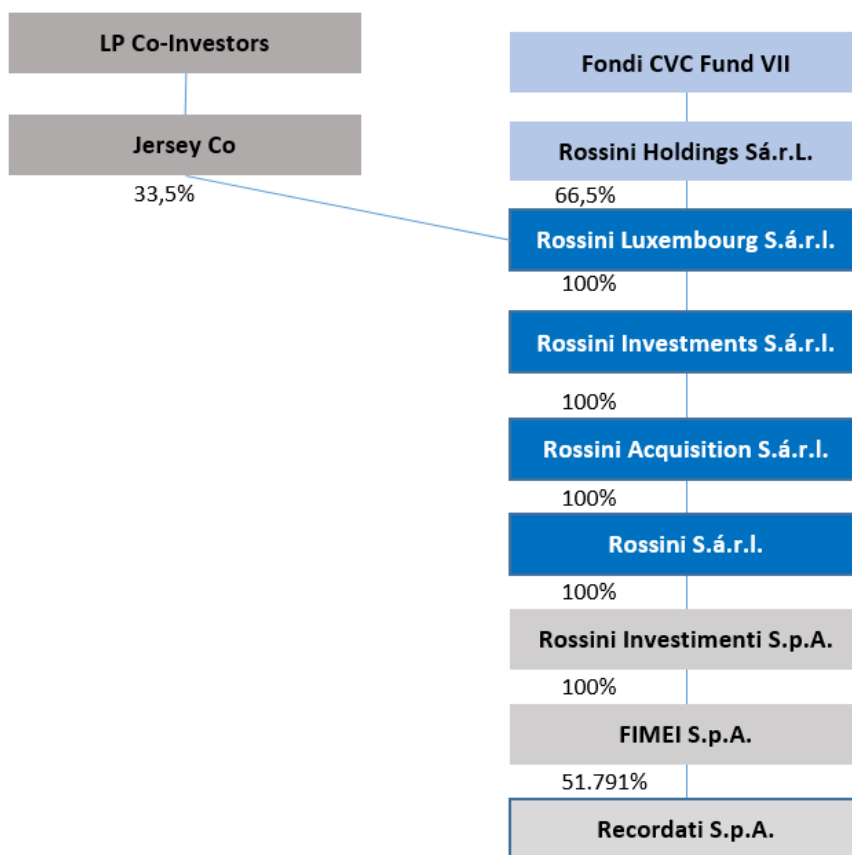 LP Co-Investors
Fondi CVC Fund VII
Jersey Co
Rossini Holdings Sá.r.L.
33,5%
66,5%
Rossini Luxembourg S.á.r.l.
100%
Rossini Investments S.á.r.l.
100%
Rossini Acquisition S.á.r.l.
100%
Rossini S.á.r.l.
100%
Rossini Investimenti S.p.A.
100%
FIMEI S.p.A.
51.791%
Recordati S.p.A.